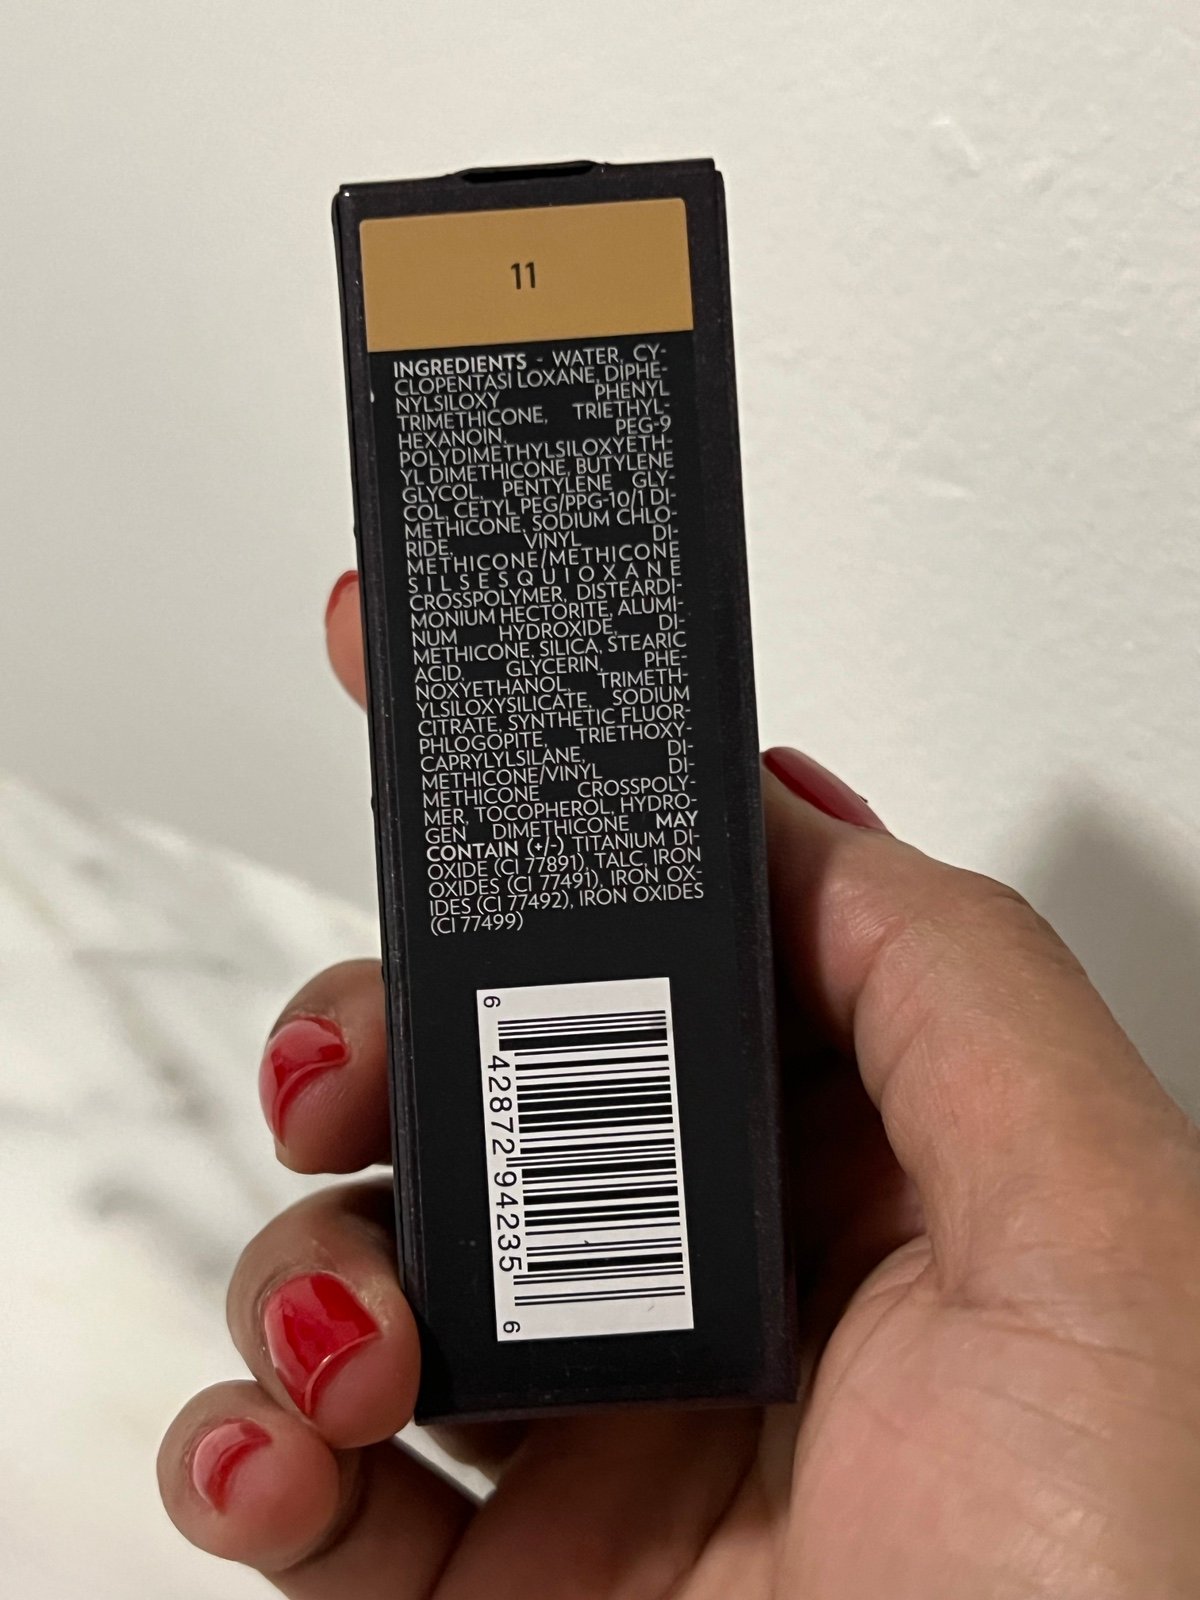 11
INGREDIENTS - WATER, CY-
CLOPENTASI LOXANE, DIPHE-
NYLSILOXY PHENYL
TRIMETHICONE, TRIETHYL-
HEXANOIN, PEG-9
POLYDIMETHYLSILOXYETH-
YL DIMETHICONE, BUTYLENE
GLYCOL, PENTYLENE GLY-
COL, CETYL PEG/PPG-10/1 DI-
METHICONE, SODIUM CHLO-
RIDE, VINYL DI-
METHICONE/METHICONE
SILSESQUIOXANE
CROSSPOLYMER, DISTEARDI-
MONIUM HECTORITE, ALUMI-
NUM HYDROXIDE, DI-
METHICONE, SILICA, STEARIC
ACID, GLYCERIN, PHE-
NOXYETHANOL, TRIMETH-
YLSILOXYSILICATE, SODIUM
CITRATE, SYNTHETIC FLUOR-
PHLOGOPITE, TRIETHOXY-
CAPRYLYLSILANE, DI-
METHICONE/VINYL DI-
METHICONE CROSSPOLY-
MER, TOCOPHEROL, HYDRO-
GEN DIMETHICONE MAY
CONTAIN (+/-) TITANIUM DI-
OXIDE (CI 77891), TALC, IRON
OXIDES (CI 77491), IRON OX-
IDES (CI 77492), IRON OXIDES
(CI 77499)
6 42872 94235 6